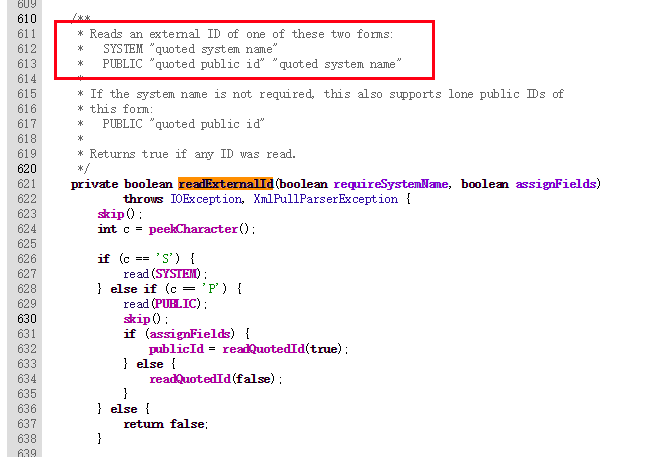 609
610 /**
611 * Reads an external ID of one of these two forms:
612 * SYSTEM "quoted system name"
613 * PUBLIC "quoted public id" "quoted system name"
614 *
615 * If the system name is not required, this also supports lone public IDs of
616 * this form:
617 * PUBLIC "quoted public id"
618 *
619 * Returns true if any ID was read.
620 */
621 private boolean readExternalId(boolean requireSystemName, boolean assignFields)
622 throws IOException, XmlPullParserException {
623 skip();
624 int c = peekCharacter();
625
626 if (c == 'S') {
627 read(SYSTEM);
628 } else if (c == 'P') {
629 read(PUBLIC);
630 skip();
631 if (assignFields) {
632 publicId = readQuotedId(true);
633 } else {
634 readQuotedId(false);
635 }
636 } else {
637 return false;
638 }
639